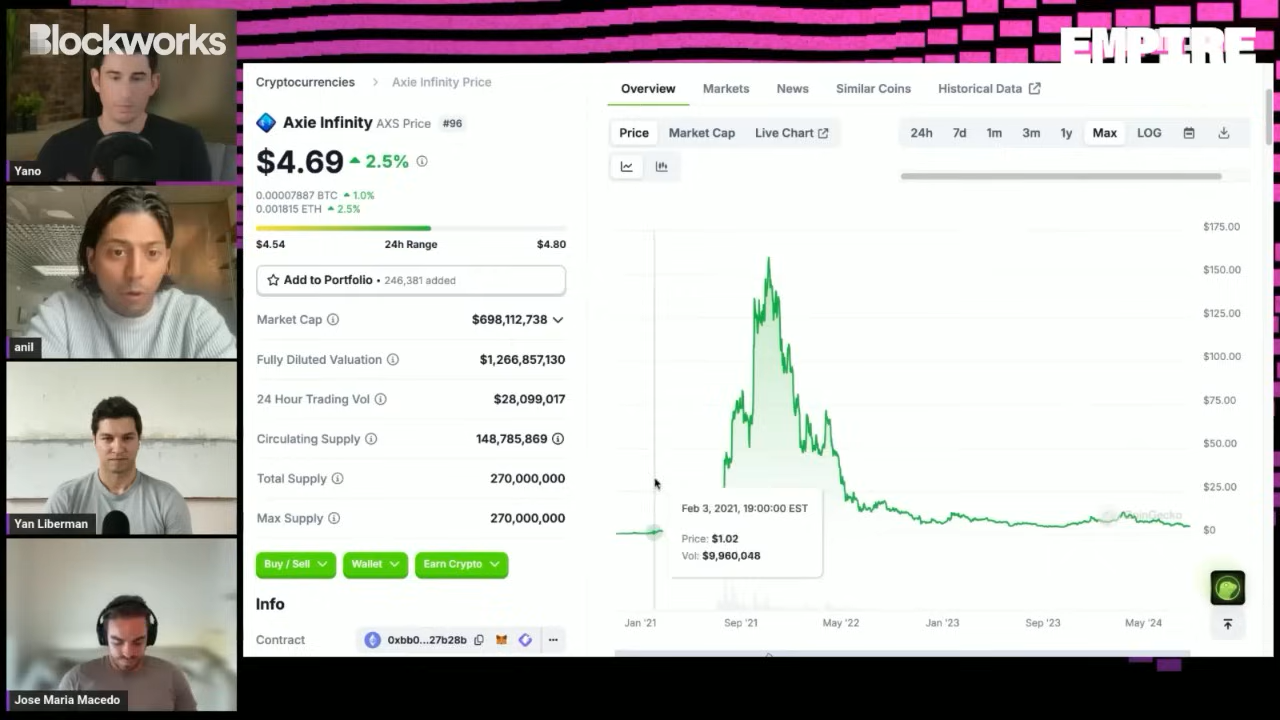 Blockworks
EMPIRE
Yano
anil
Yan Liberman
Jose Maria Macedo
Cryptocurrencies > Axie Infinity Price
Axie Infinity AXS Price #96
$4.69 2.5%
0.00007887 BTC 1.0%
0.001815 ETH 2.5%
$4.54 24h Range $4.80
Add to Portfolio • 246,381 added
Market Cap $698,112,738
Fully Diluted Valuation $1,266,857,130
24 Hour Trading Vol $28,099,017
Circulating Supply 148,785,869
Total Supply 270,000,000
Max Supply 270,000,000
Buy / Sell Wallet Earn Crypto
Info
Contract 0xbb0...27b28b
Overview Markets News Similar Coins Historical Data
Price Market Cap Live Chart 24h 7d 1m 3m 1y Max LOG
$175.00
$150.00
$125.00
$100.00
$75.00
$50.00
$25.00
$0
Feb 3, 2021, 19:00:00 EST
Price: $1.02
Vol: $9,960,048
CoinGecko
Jan '21 Sep '21 May '22 Jan '23 Sep '23 May '24